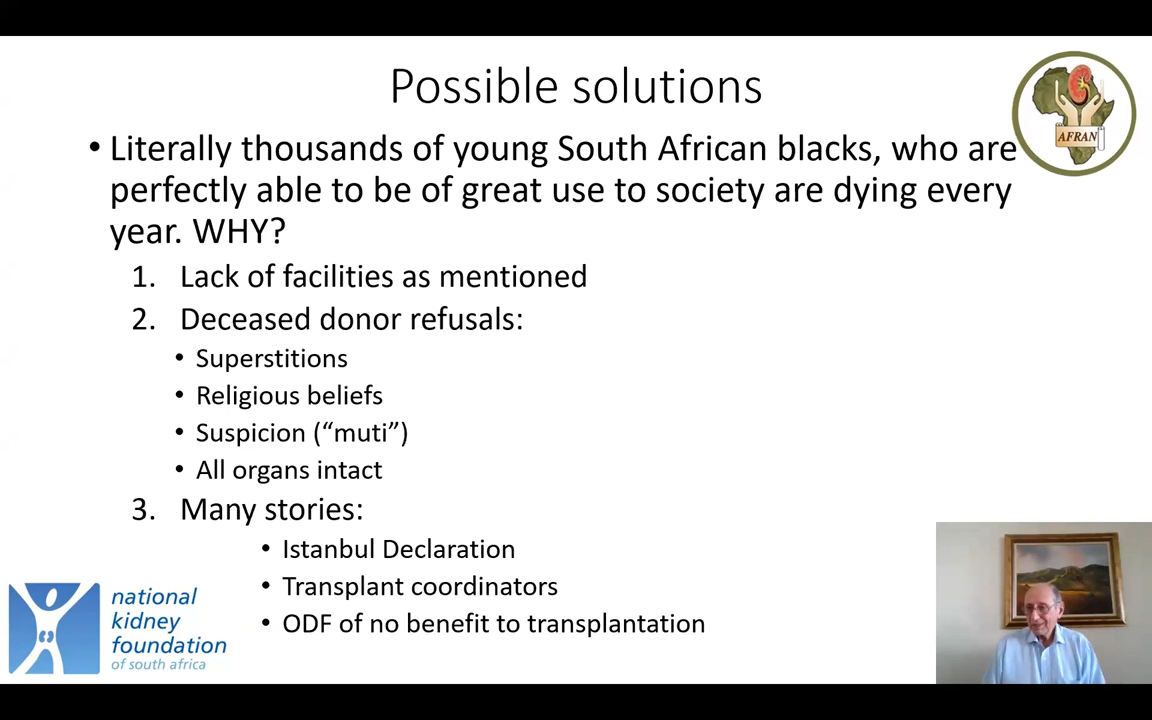 Possible solutions
AFRAN
• Literally thousands of young South African blacks, who are
perfectly able to be of great use to society are dying every
year. WHY?
1. Lack of facilities as mentioned
2. Deceased donor refusals:
• Superstitions
• Religious beliefs
• Suspicion (“muti”)
• All organs intact
3. Many stories:
• Istanbul Declaration
• Transplant coordinators
• ODF of no benefit to transplantation
national
kidney
foundation
of south africa